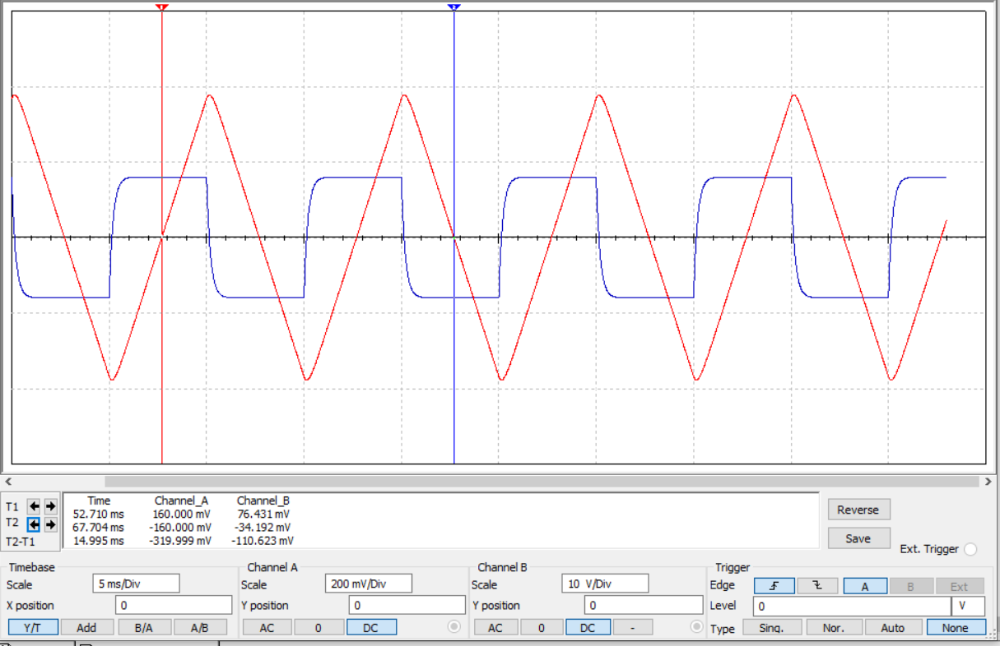 1 2
Time Channel_A Channel_B
T1 52.710 ms 160.000 mV 76.431 mV
T2 67.704 ms -160.000 mV -34.192 mV
T2-T1 14.995 ms -319.999 mV -110.623 mV
Reverse
Save
Ext. Trigger
Timebase Channel A Channel B Trigger
Scale 5 ms/Div Scale 200 mV/Div Scale 10 V/Div Edge A B Ext
X position 0 Y position 0 Y position 0 Level 0 V
Y/T Add B/A A/B AC 0 DC AC 0 DC - Type Sing. Nor. Auto None